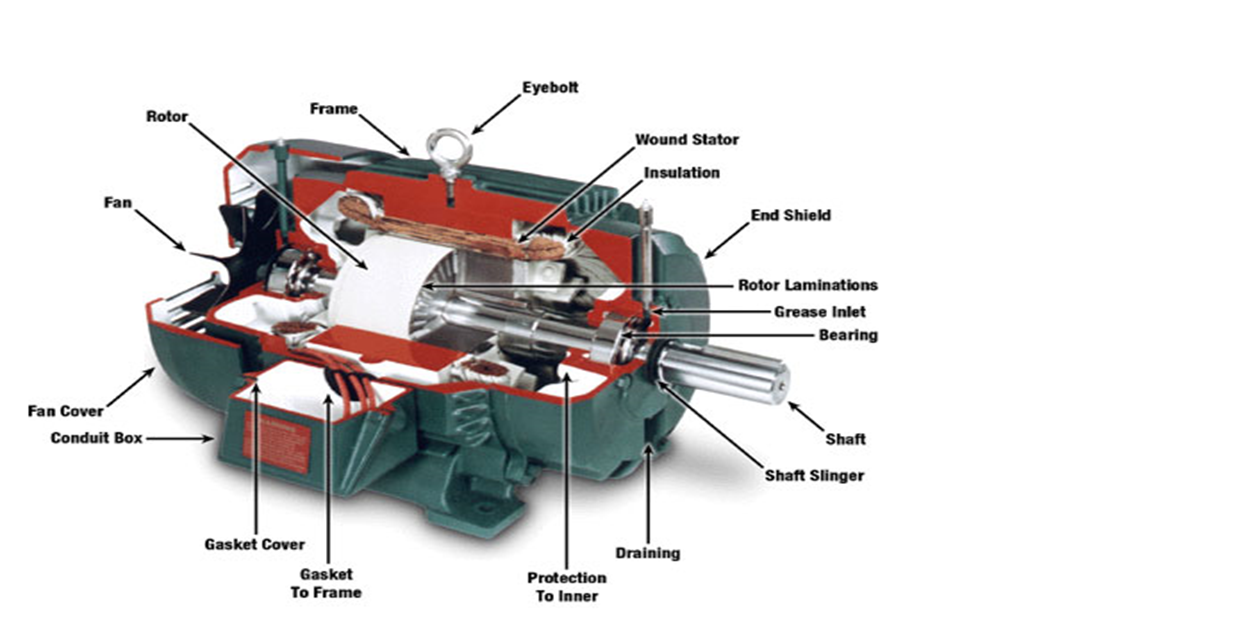 Eyebolt
Frame
Rotor
Wound Stator
Insulation
Fan
End Shield
Rotor Laminations
Grease Inlet
Bearing
Fan Cover
Conduit Box
Shaft
Shaft Slinger
Gasket Cover
Draining
Gasket
To Frame
Protection
To Inner